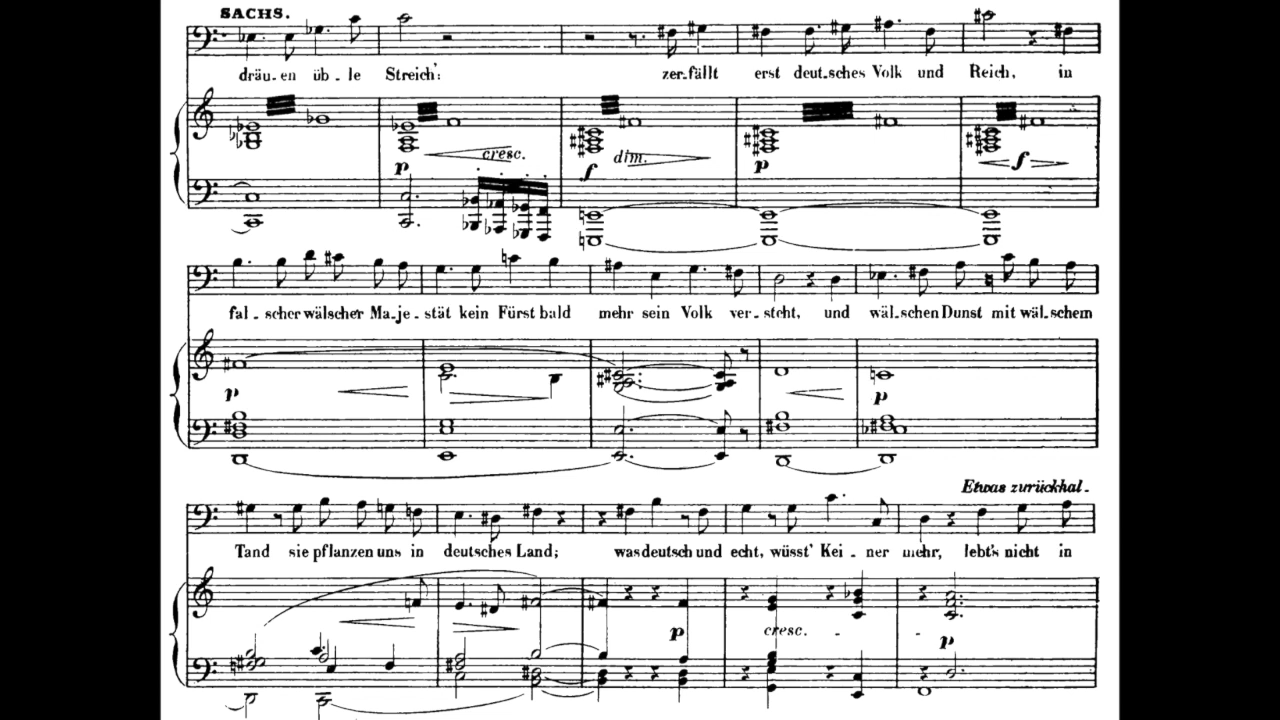 SACHS.
dräu-en üb-le Streich': zer-fällt erst deut-sches Volk und Reich, in
p cresc. f dim. p f
fal-scher wälscher Ma-je-stät kein Fürst bald mehr sein Volk ver-steht, und wäl-schen Dunst mit wäl-schem
p p
Etwas zurückhal-
Tand sie pflanzen uns in deutsches Land; was deutsch und echt, wüsst' Kei-ner mehr, lebt's nicht in
p cresc. - - p